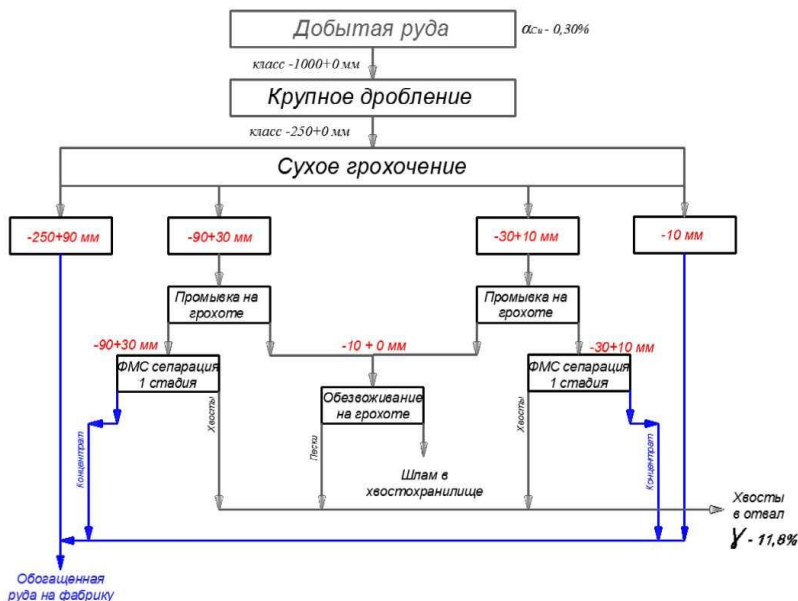 Добытая руда
αCu - 0,30%
класс -1000+0 мм
Крупное дробление
класс -250+0 мм
Сухое грохочение
-250+90 мм
-90+30 мм
-30+10 мм
-10 мм
Промывка на
грохоте
Промывка на
грохоте
-90+30 мм
-10 + 0 мм
-30+10 мм
ФМС сепарация
1 стадия
ФМС сепарация
1 стадия
Обезвоживание
на грохоте
Хвосты
Хвосты
Концентрат
Пески
Концентрат
Шлам в
хвостохранилище
Хвосты
в отвал
γ - 11,8%
Обогащенная
руда на фабрику